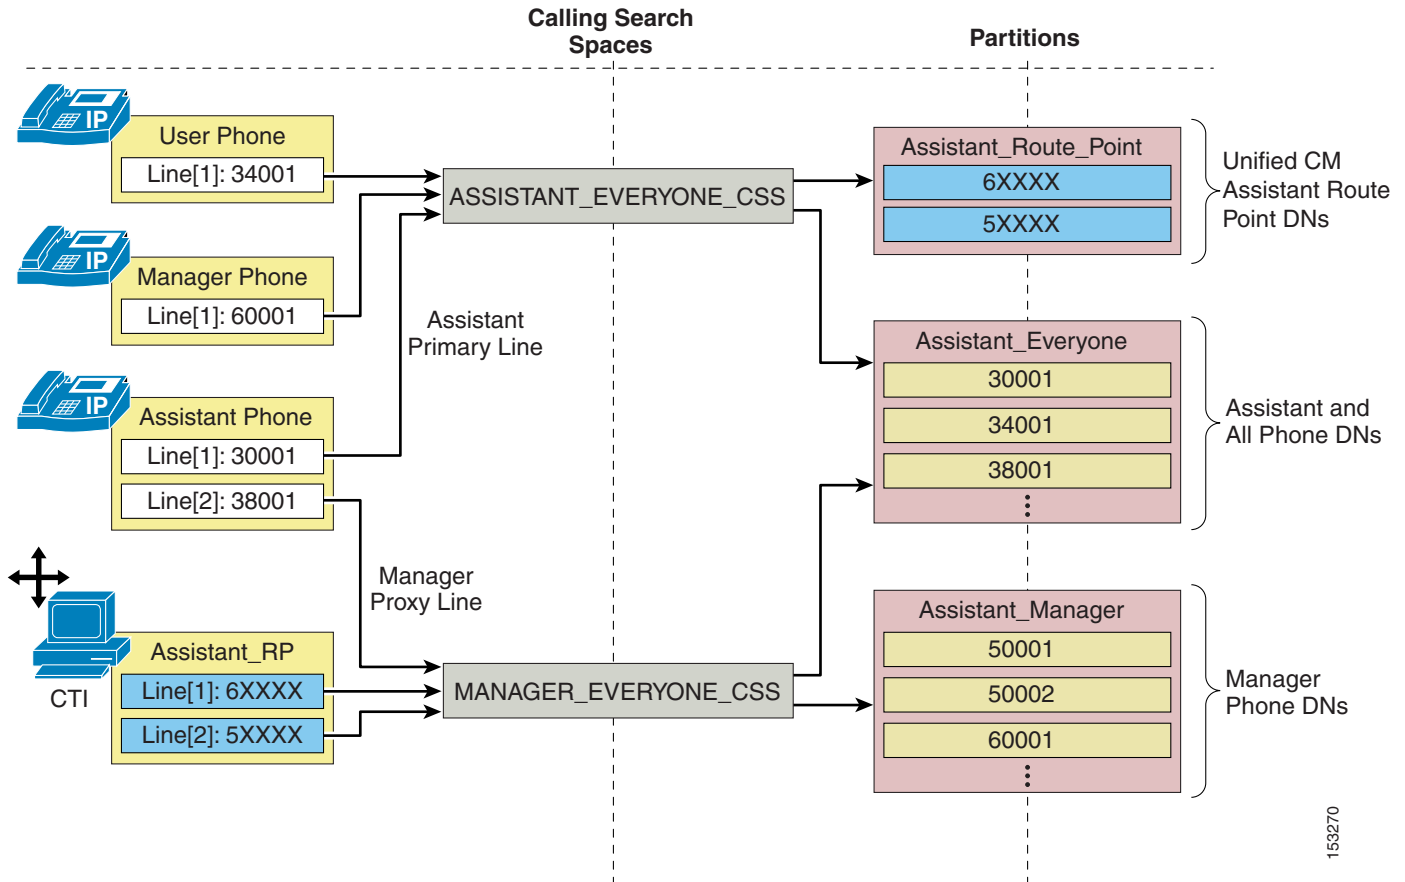 Calling Search
Spaces
Partitions
IP
User Phone
Line[1]: 34001
IP
Manager Phone
Line[1]: 60001
IP
Assistant Phone
Line[1]: 30001
Line[2]: 38001
CTI
Assistant_RP
Line[1]: 6XXXX
Line[2]: 5XXXX
Assistant
Primary Line
Manager
Proxy Line
ASSISTANT_EVERYONE_CSS
MANAGER_EVERYONE_CSS
Assistant_Route_Point
6XXXX
5XXXX
Unified CM
Assistant Route
Point DNs
Assistant_Everyone
30001
34001
38001
Assistant and
All Phone DNs
Assistant_Manager
50001
50002
60001
Manager
Phone DNs
153270